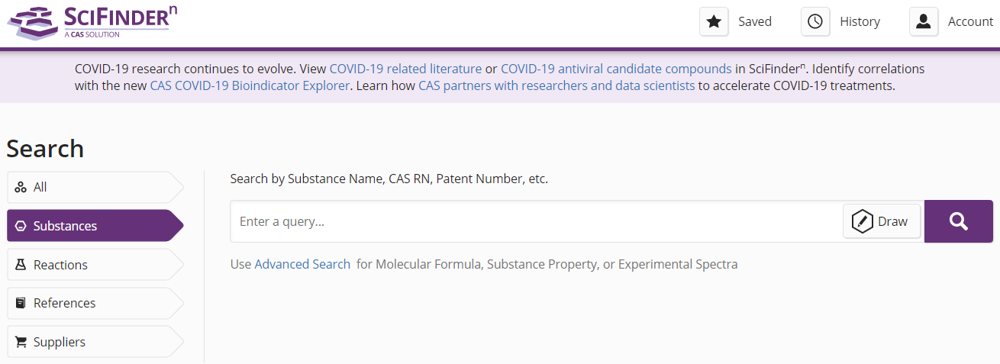 SCIFINDERⁿ
A CAS SOLUTION
Saved
History
Account
COVID-19 research continues to evolve. View COVID-19 related literature or COVID-19 antiviral candidate compounds in SciFinderⁿ. Identify correlations
with the new CAS COVID-19 Bioindicator Explorer. Learn how CAS partners with researchers and data scientists to accelerate COVID-19 treatments.
Search
All
Substances
Reactions
References
Suppliers
Search by Substance Name, CAS RN, Patent Number, etc.
Enter a query...
Draw
Use Advanced Search for Molecular Formula, Substance Property, or Experimental Spectra